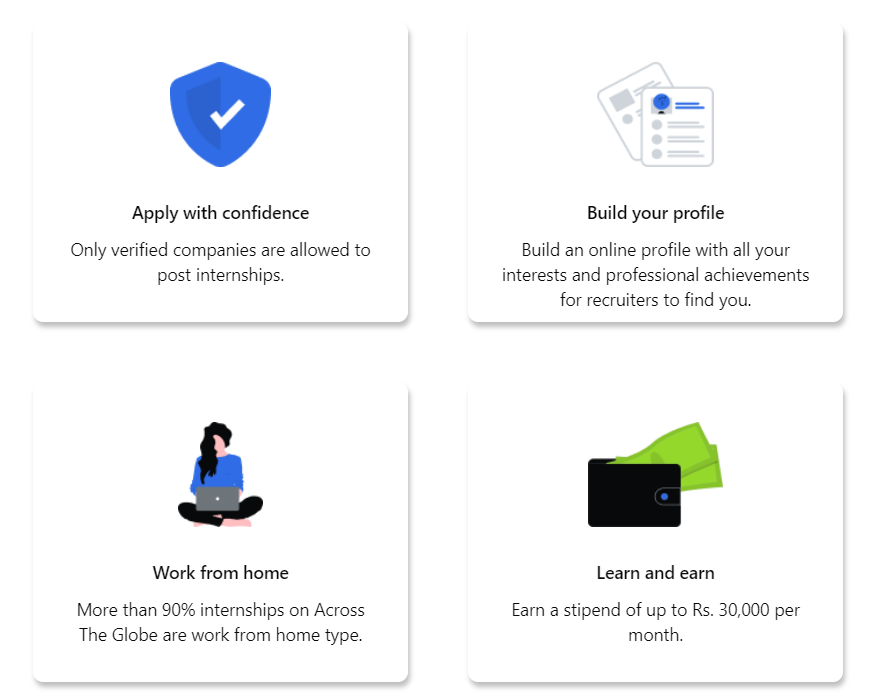 Apply with confidence
Only verified companies are allowed to
post internships.
Build your profile
Build an online profile with all your
interests and professional achievements
for recruiters to find you.
Work from home
More than 90% internships on Across
The Globe are work from home type.
Learn and earn
Earn a stipend of up to Rs. 30,000 per
month.